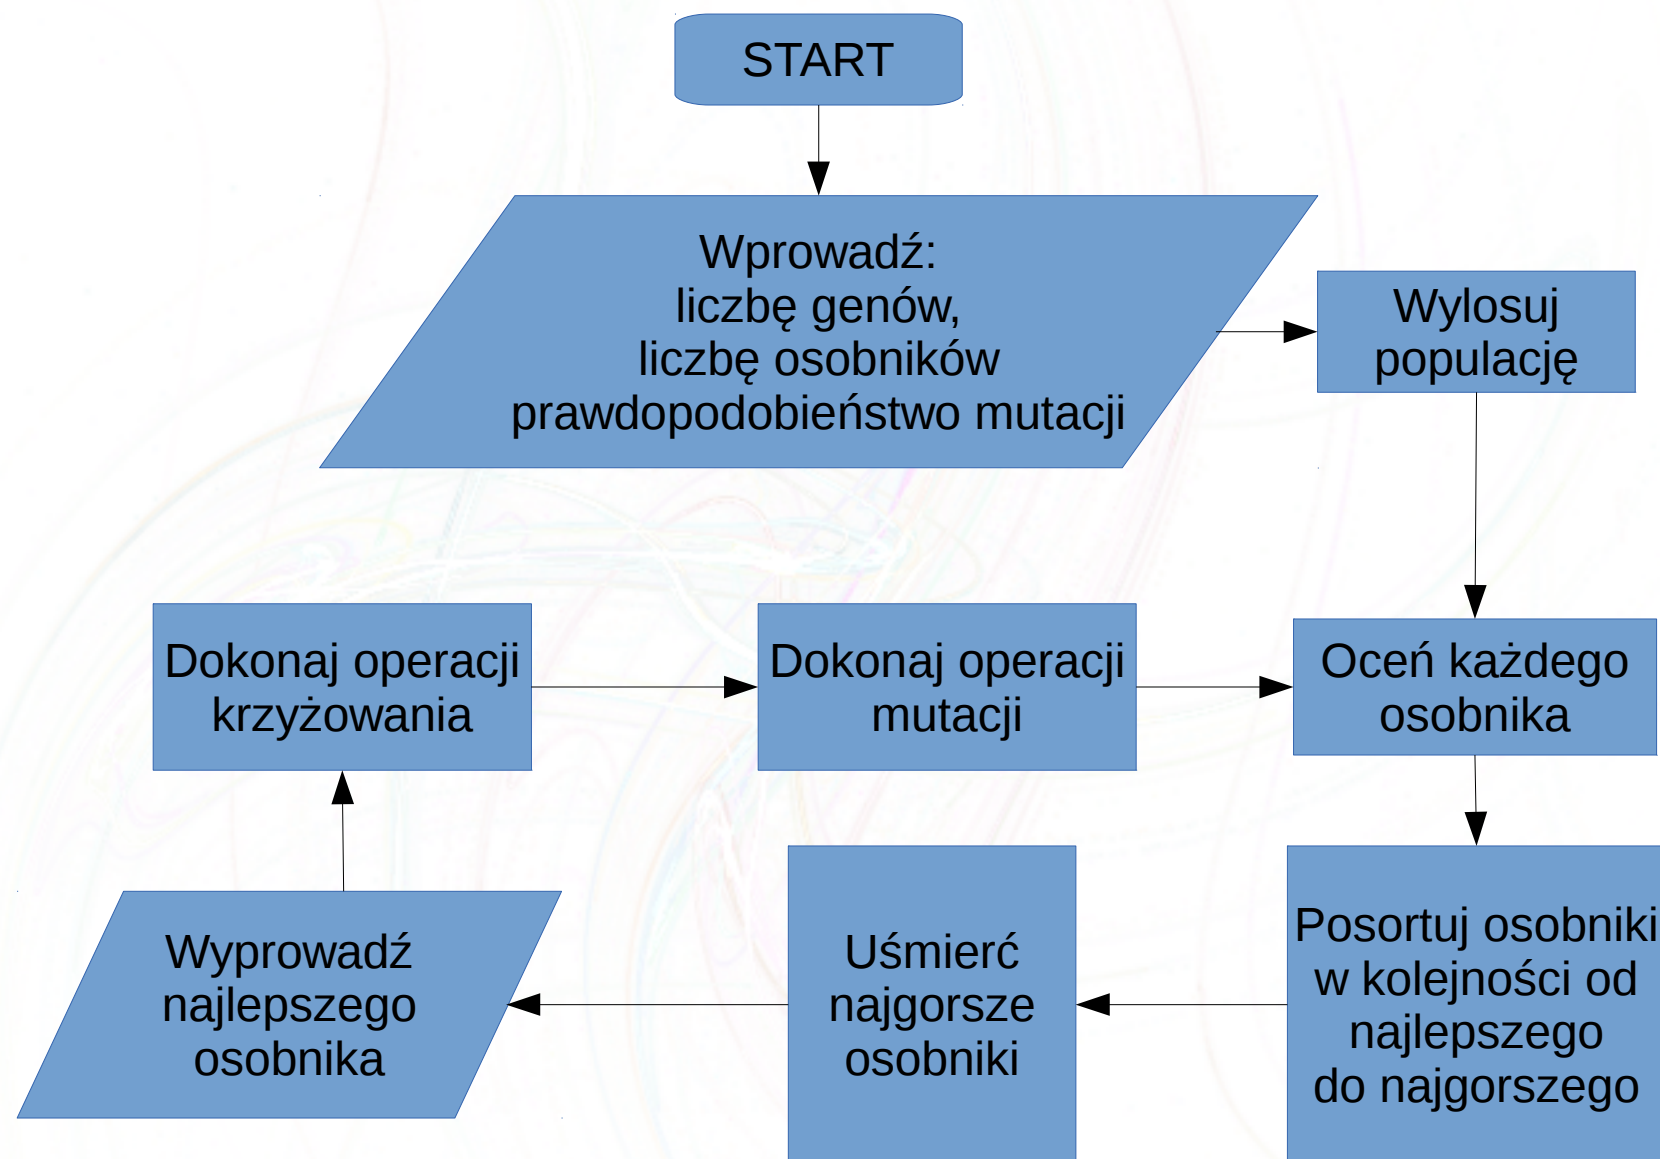 START
Wprowadź:
liczbę genów,
liczbę osobników
prawdopodobieństwo mutacji
Wylosuj
populację
Dokonaj operacji
krzyżowania
Dokonaj operacji
mutacji
Oceń każdego
osobnika
Wyprowadź
najlepszego
osobnika
Uśmierć
najgorsze
osobniki
Posortuj osobniki
w kolejności od
najlepszego
do najgorszego